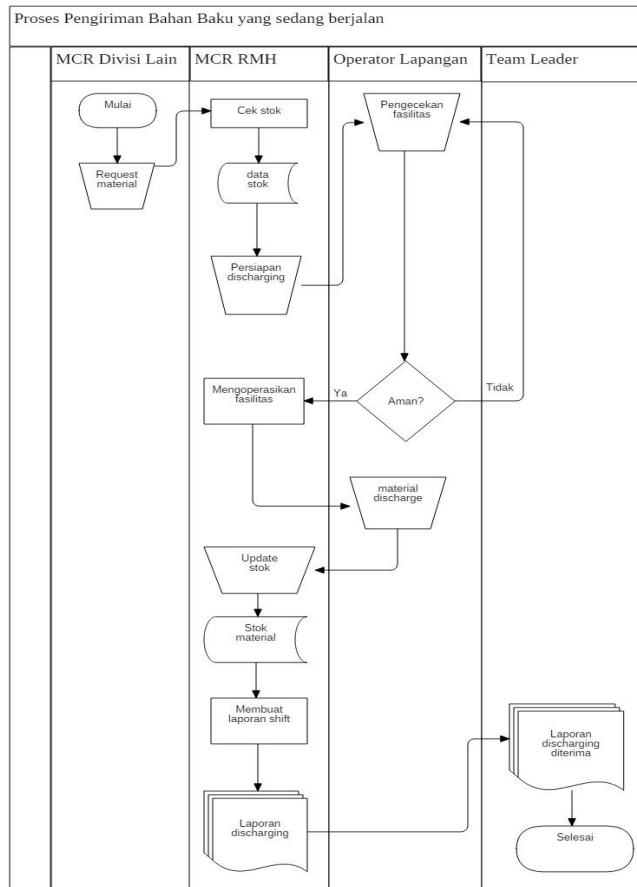 Proses Pengiriman Bahan Baku yang sedang berjalan
MCR Divisi Lain
MCR RMH
Operator Lapangan
Team Leader
Mulai
Request
material
Cek stok
data
stok
Persiapan
discharging
Pengecekan
fasilitas
Aman?
Ya
Tidak
Mengoperasikan
fasilitas
material
discharge
Update
stok
Stok
material
Membuat
laporan shift
Laporan
discharging
Laporan
discharging
diterima
Selesai